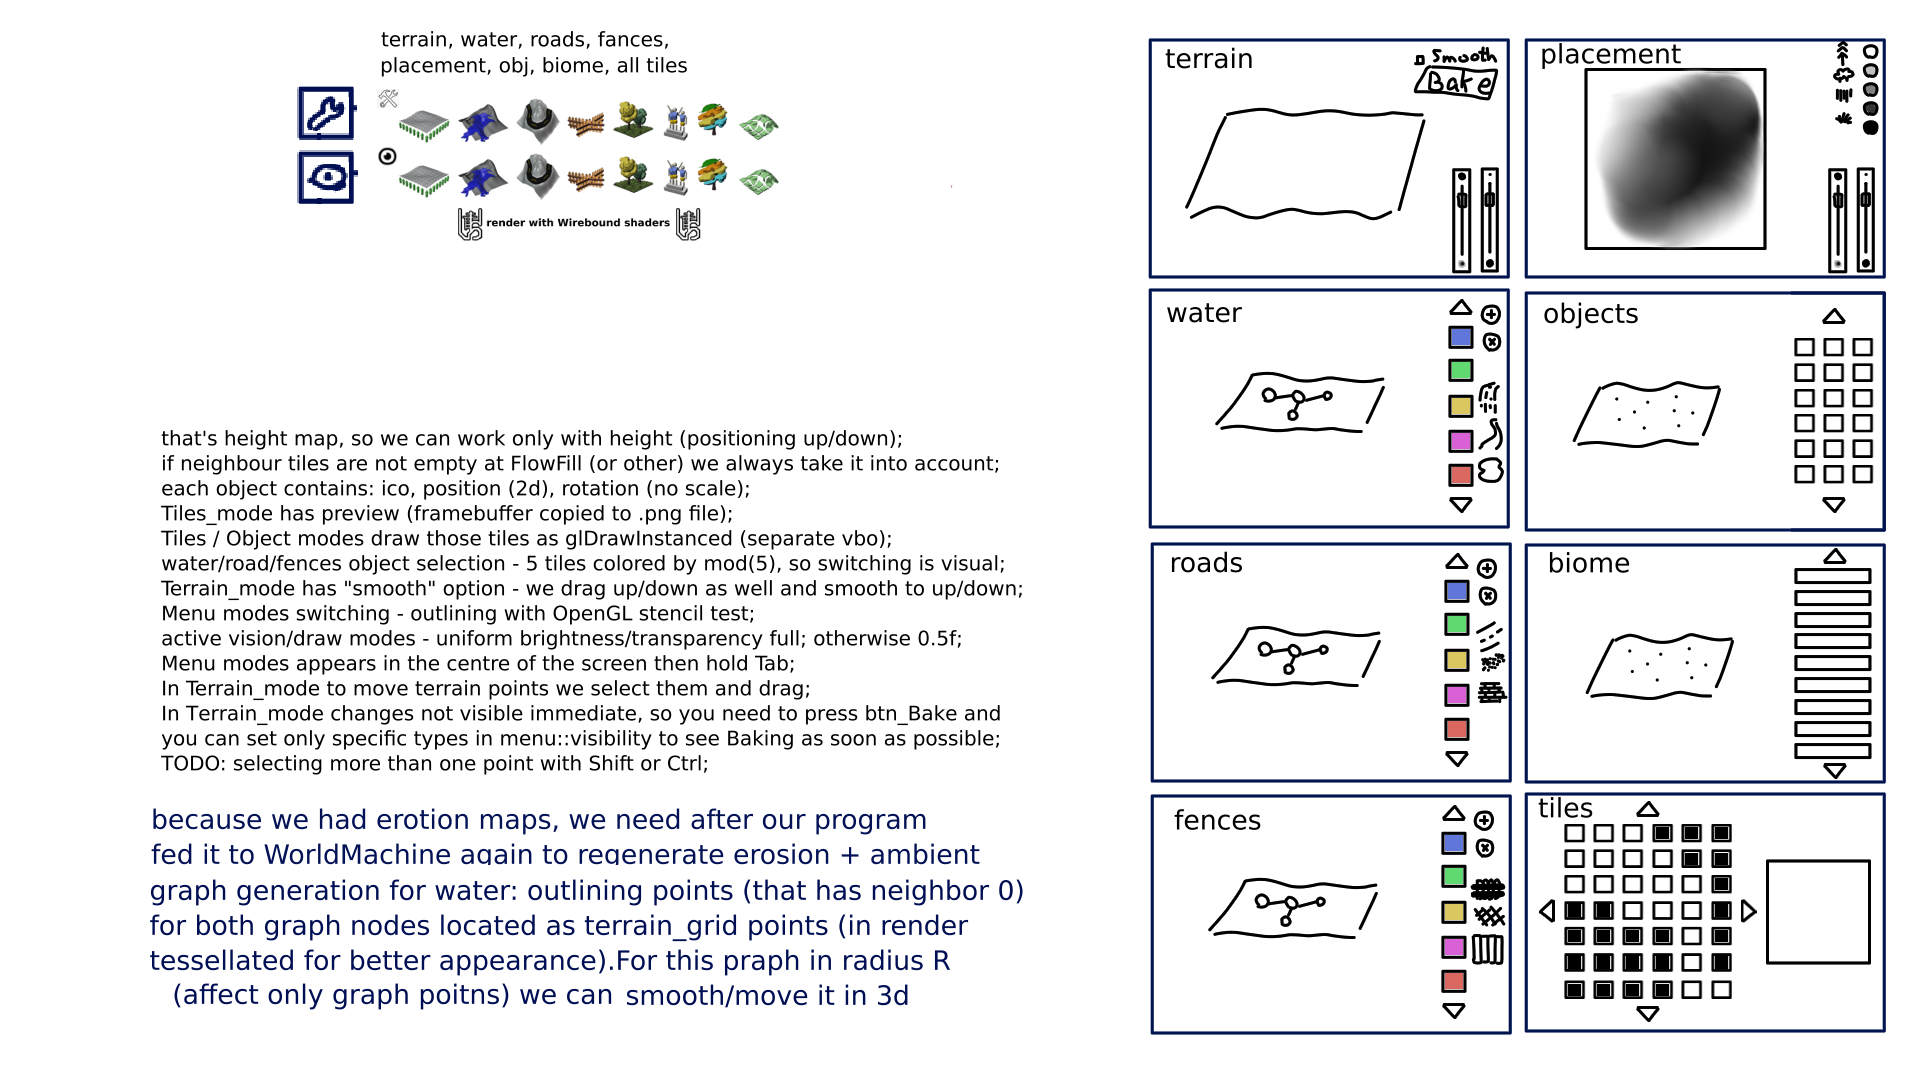 terrain, water, roads, fances,
placement, obj, biome, all tiles
render with Wirebound shaders
that's height map, so we can work only with height (positioning up/down);
if neighbour tiles are not empty at FlowFill (or other) we always take it into account;
each object contains: ico, position (2d), rotation (no scale);
Tiles_mode has preview (framebuffer copied to .png file);
Tiles / Object modes draw those tiles as glDrawInstanced (separate vbo);
water/road/fences object selection - 5 tiles colored by mod(5), so switching is visual;
Terrain_mode has "smooth" option - we drag up/down as well and smooth to up/down;
Menu modes switching - outlining with OpenGL stencil test;
active vision/draw modes - uniform brightness/transparency full; otherwise 0.5f;
Menu modes appears in the centre of the screen then hold Tab;
In Terrain_mode to move terrain points we select them and drag;
In Terrain_mode changes not visible immediate, so you need to press btn_Bake and
you can set only specific types in menu::visibility to see Baking as soon as possible;
TODO: selecting more than one point with Shift or Ctrl;
because we had erotion maps, we need after our program
fed it to WorldMachine again to regenerate erosion + ambient
graph generation for water: outlining points (that has neighbor 0)
for both graph nodes located as terrain_grid points (in render
tessellated for better appearance).For this praph in radius R
(affect only graph poitns) we can smooth/move it in 3d
terrain
Smooth
Bake
placement
water
objects
roads
biome
fences
tiles